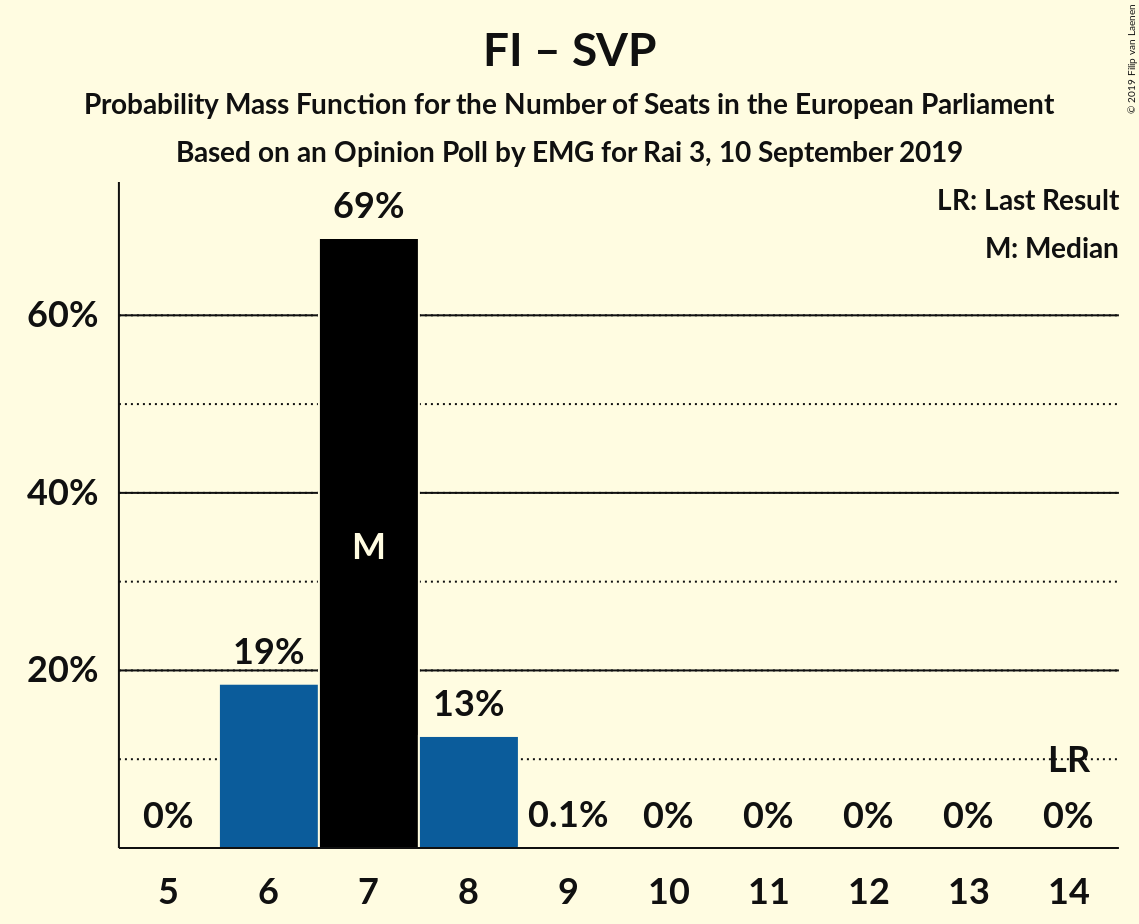 FI – SVP
Probability Mass Function for the Number of Seats in the European Parliament
Based on an Opinion Poll by EMG for Rai 3, 10 September 2019
© 2019 Filip van Laenen
LR: Last Result
M: Median
69%
60%
40%
M
19%
20%
13%
LR
0%
0.1%
0%
0%
0%
0%
0%
5
6
7
8
9
10
11
12
13
14